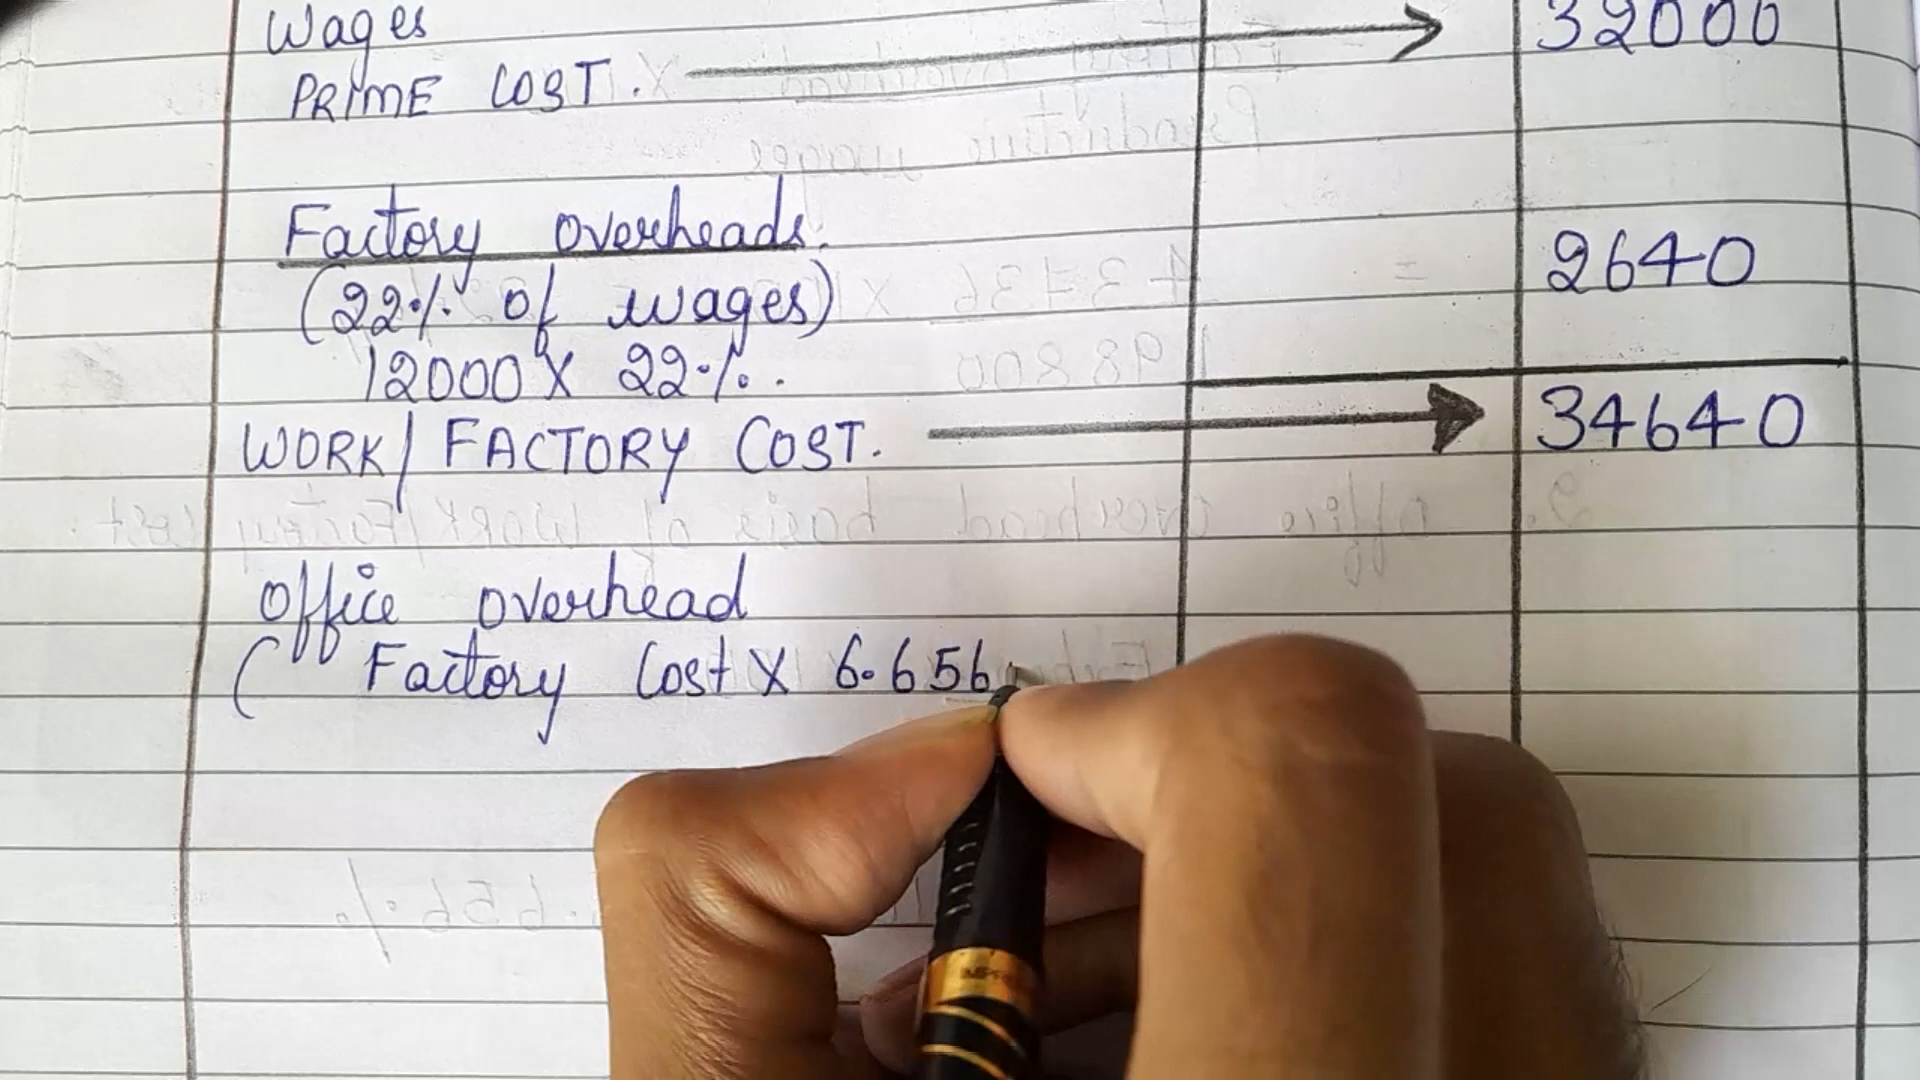 Wages 32000
PRIME COST.
Factory overheads. 2640
(22% of wages)
12000 X 22%.
WORK/FACTORY COST. 34640
Office overhead
( Factory Cost X 6.656